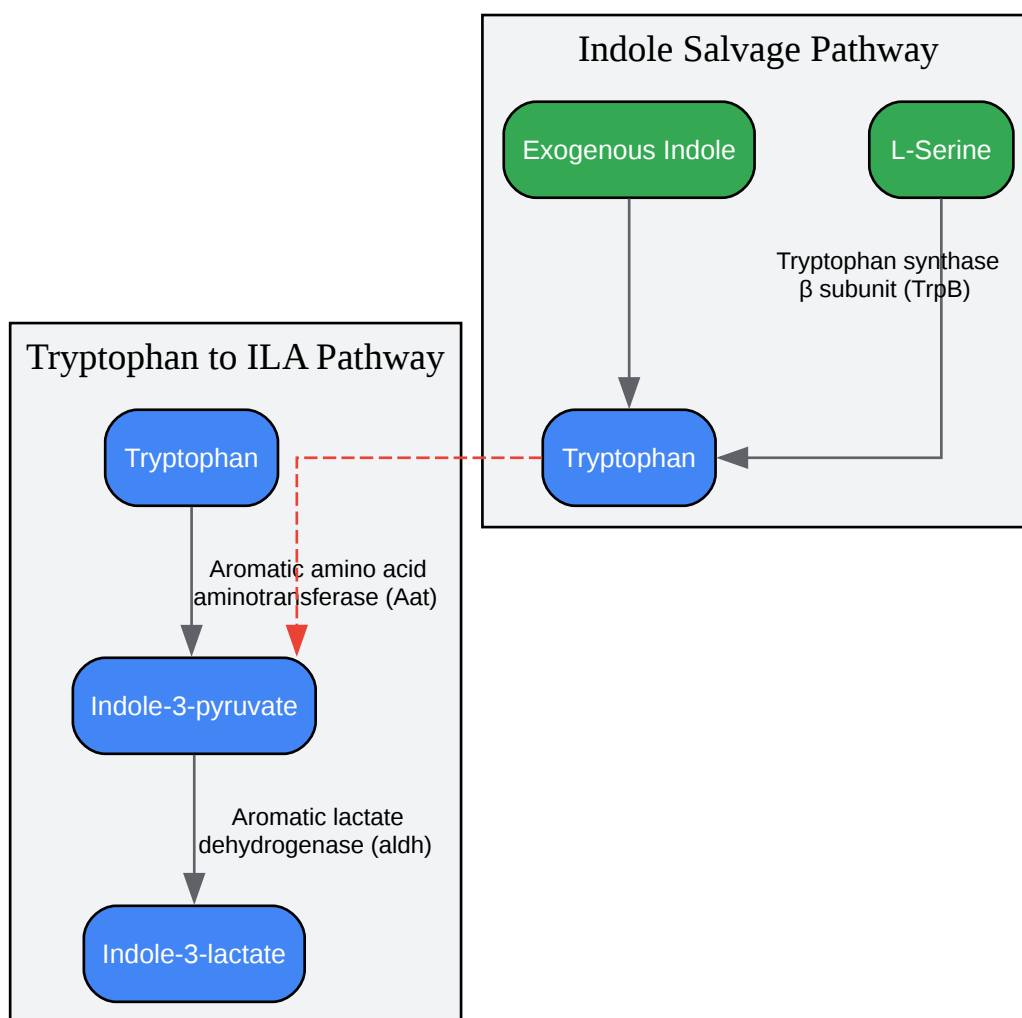 Indole Salvage Pathway
Exogenous Indole
L-Serine
Tryptophan synthase
β subunit (TrpB)
Tryptophan
Tryptophan to ILA Pathway
Tryptophan
Aromatic amino acid
aminotransferase (Aat)
Indole-3-pyruvate
Aromatic lactate
dehydrogenase (aldh)
Indole-3-lactate